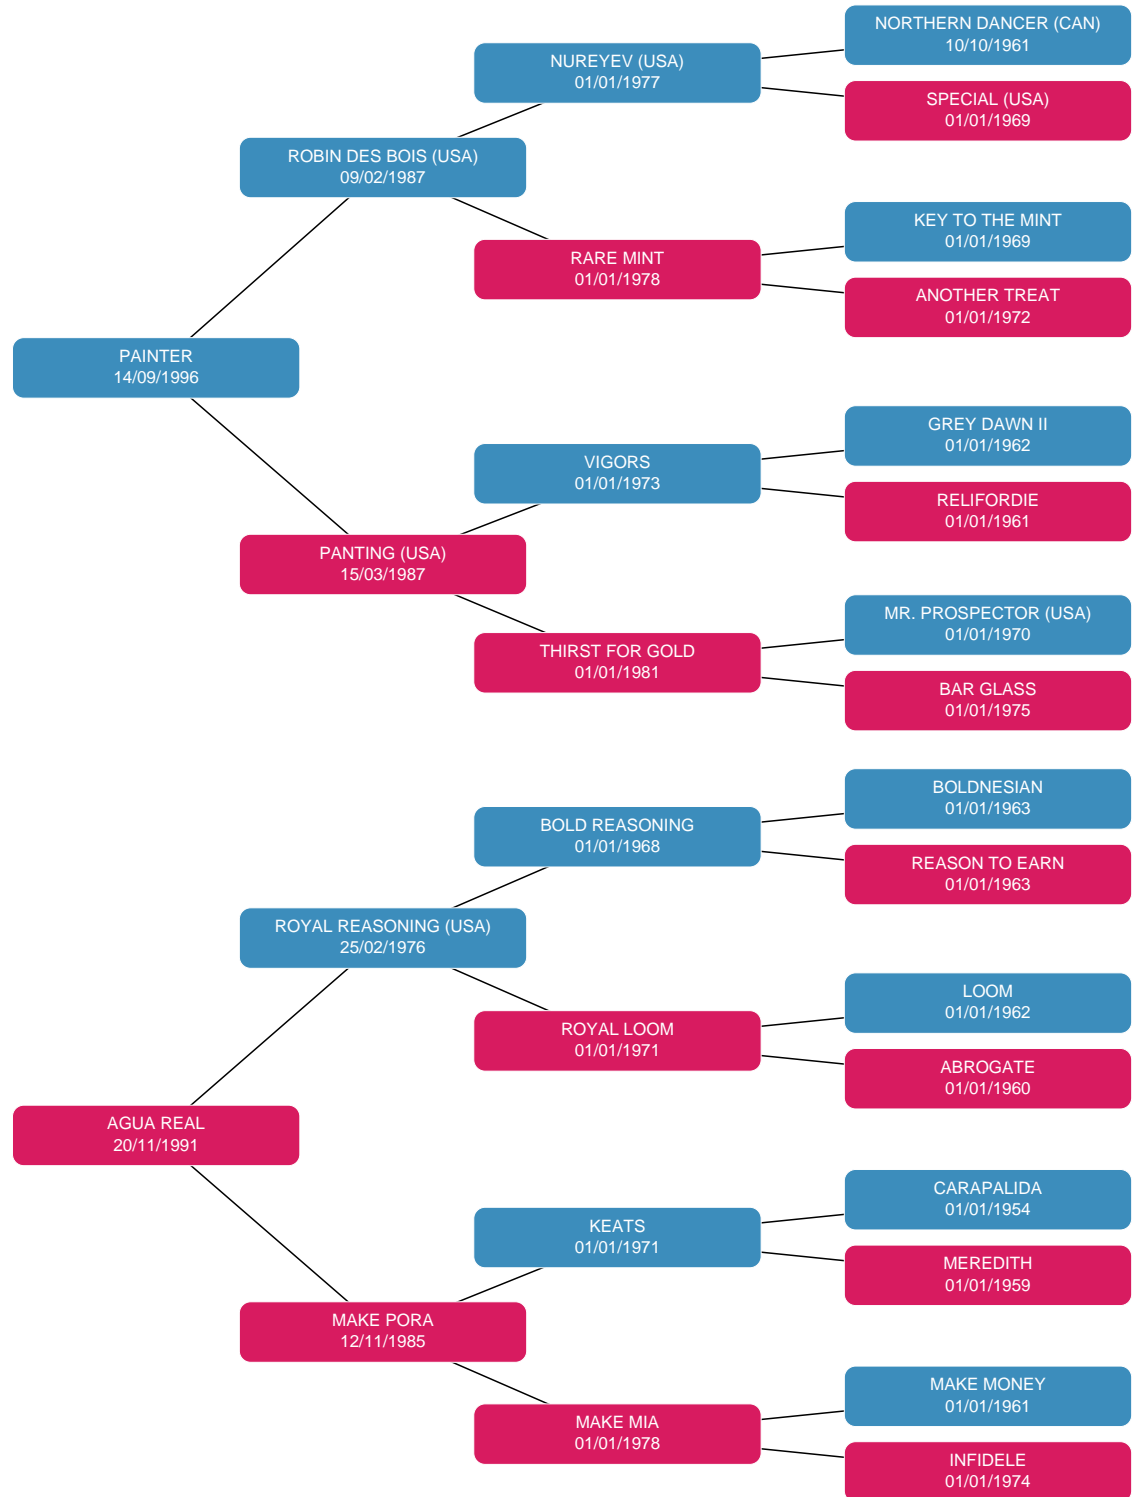 NORTHERN DANCER (CAN)
10/10/1961
NUREYEV (USA)
01/01/1977
SPECIAL (USA)
01/01/1969
ROBIN DES BOIS (USA)
09/02/1987
KEY TO THE MINT
01/01/1969
RARE MINT
01/01/1978
ANOTHER TREAT
01/01/1972
PAINTER
14/09/1996
GREY DAWN II
01/01/1962
VIGORS
01/01/1973
RELIFORDIE
01/01/1961
PANTING (USA)
15/03/1987
MR. PROSPECTOR (USA)
01/01/1970
THIRST FOR GOLD
01/01/1981
BAR GLASS
01/01/1975
BOLDNESIAN
01/01/1963
BOLD REASONING
01/01/1968
REASON TO EARN
01/01/1963
ROYAL REASONING (USA)
25/02/1976
LOOM
01/01/1962
ROYAL LOOM
01/01/1971
ABROGATE
01/01/1960
AGUA REAL
20/11/1991
CARAPALIDA
01/01/1954
KEATS
01/01/1971
MEREDITH
01/01/1959
MAKE PORA
12/11/1985
MAKE MONEY
01/01/1961
MAKE MIA
01/01/1978
INFIDELE
01/01/1974